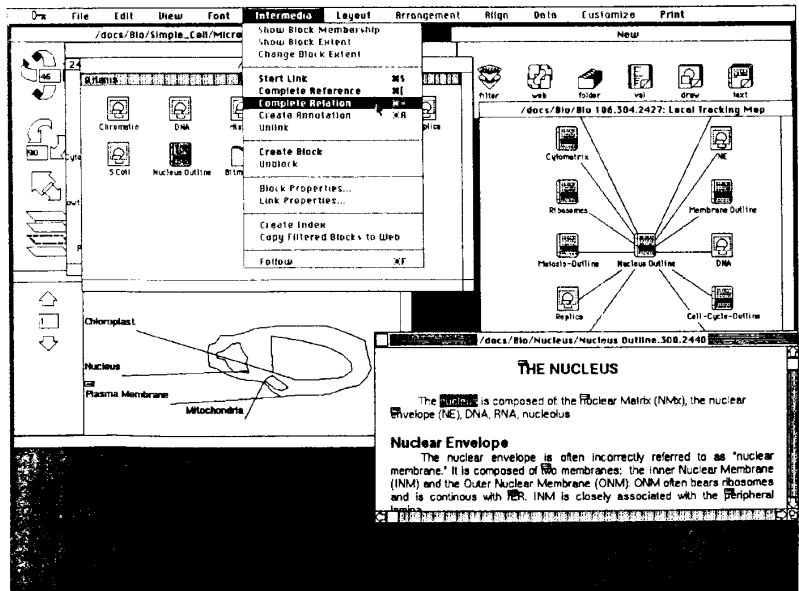 File Edit View Font Intermedia Layout Arrangement Align Data Customize Print
/docs/Bio/Simple_Cell/Micro
New
Show Block Membership
Show Block Extent
Change Block Extent
Start Link ⌘S
Complete Reference ⌘[
Complete Relation ⌘=
Create Annotation ⌘A
Unlink
Create Block
Unblock
Block Properties...
Link Properties...
Create Index
Copy Filtered Blocks to Web
Follow ⌘F
46
90
24
Chromatin
DNA
Replica
S Coil
Nucleus Outline
filter
web
folder
val
draw
text
/docs/Bio/Bio 106.304.2427: Local Tracking Map
Cytomatrix
NE
Ribosomes
Membrane Outline
Meiosis-Outline
Nucleus Outline
DNA
Replica
Cell-Cycle-Outline
1
Chloroplast
Nucleus
Plasma Membrane
Mitochondria
/docs/Bio/Nucleus/Nucleus Outline.300.2440
THE NUCLEUS
The nucleus is composed of: the Nuclear Matrix (NMx), the nuclear
envelope (NE), DNA, RNA, nucleolus
Nuclear Envelope
The nuclear envelope is often incorrectly referred to as "nuclear
membrane." It is composed of two membranes: the Inner Nuclear Membrane
(INM) and the Outer Nuclear Membrane (ONM). ONM often bears ribosomes
and is continous with rER. INM is closely associated with the peripheral
lamina